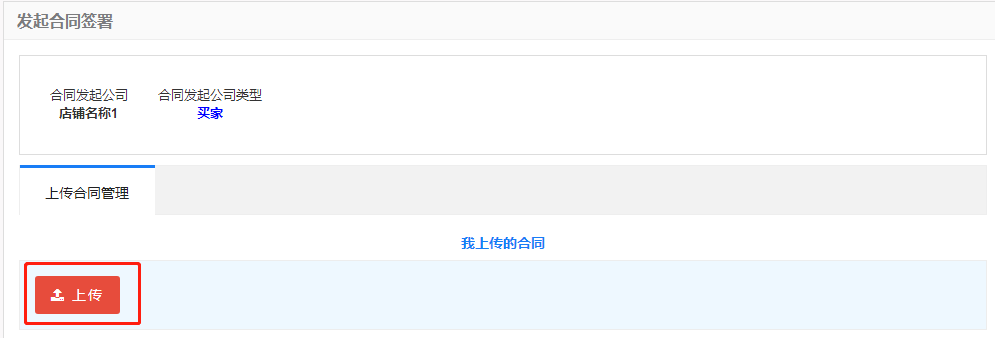 发起合同签署
合同发起公司 合同发起公司类型
店铺名称1 买家
上传合同管理
我上传的合同
上传